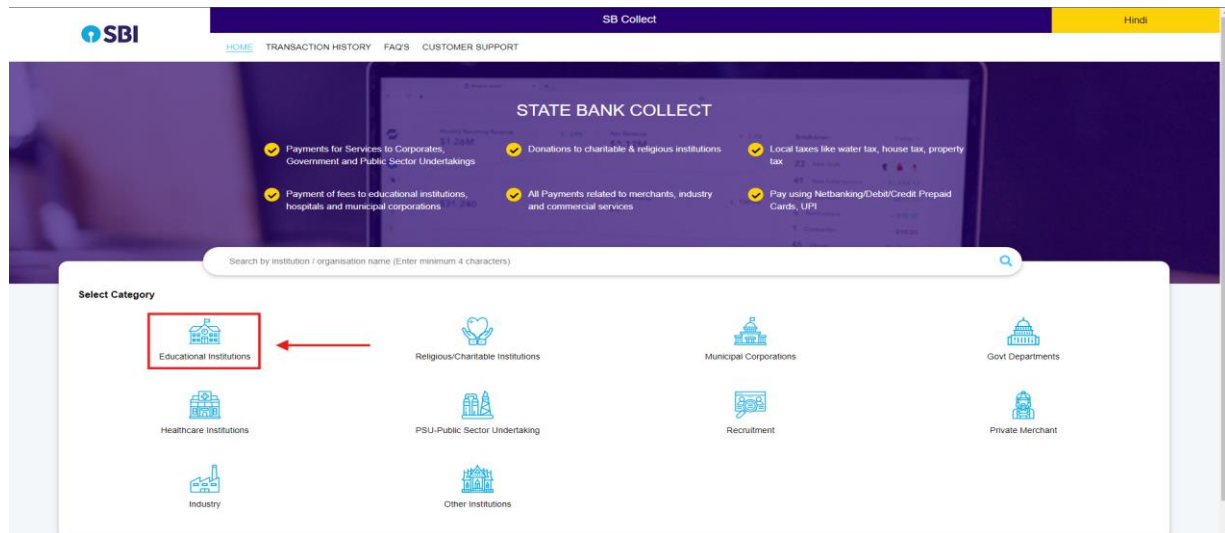 SBI
SB Collect
Hindi
HOME TRANSACTION HISTORY FAQ'S CUSTOMER SUPPORT
STATE BANK COLLECT
Payments for Services to Corporates,
Government and Public Sector Undertakings
Donations to charitable & religious institutions
Local taxes like water tax, house tax, property
tax
Payment of fees to educational institutions,
hospitals and municipal corporations
All Payments related to merchants, industry
and commercial services
Pay using Netbanking/Debit/Credit Prepaid
Cards, UPI
Search by institution / organisation name (Enter minimum 4 characters)
Select Category
Educational Institutions
Religious/Charitable Institutions
Municipal Corporations
Govt Departments
Healthcare Institutions
PSU-Public Sector Undertaking
Recruitment
Private Merchant
Industry
Other Institutions